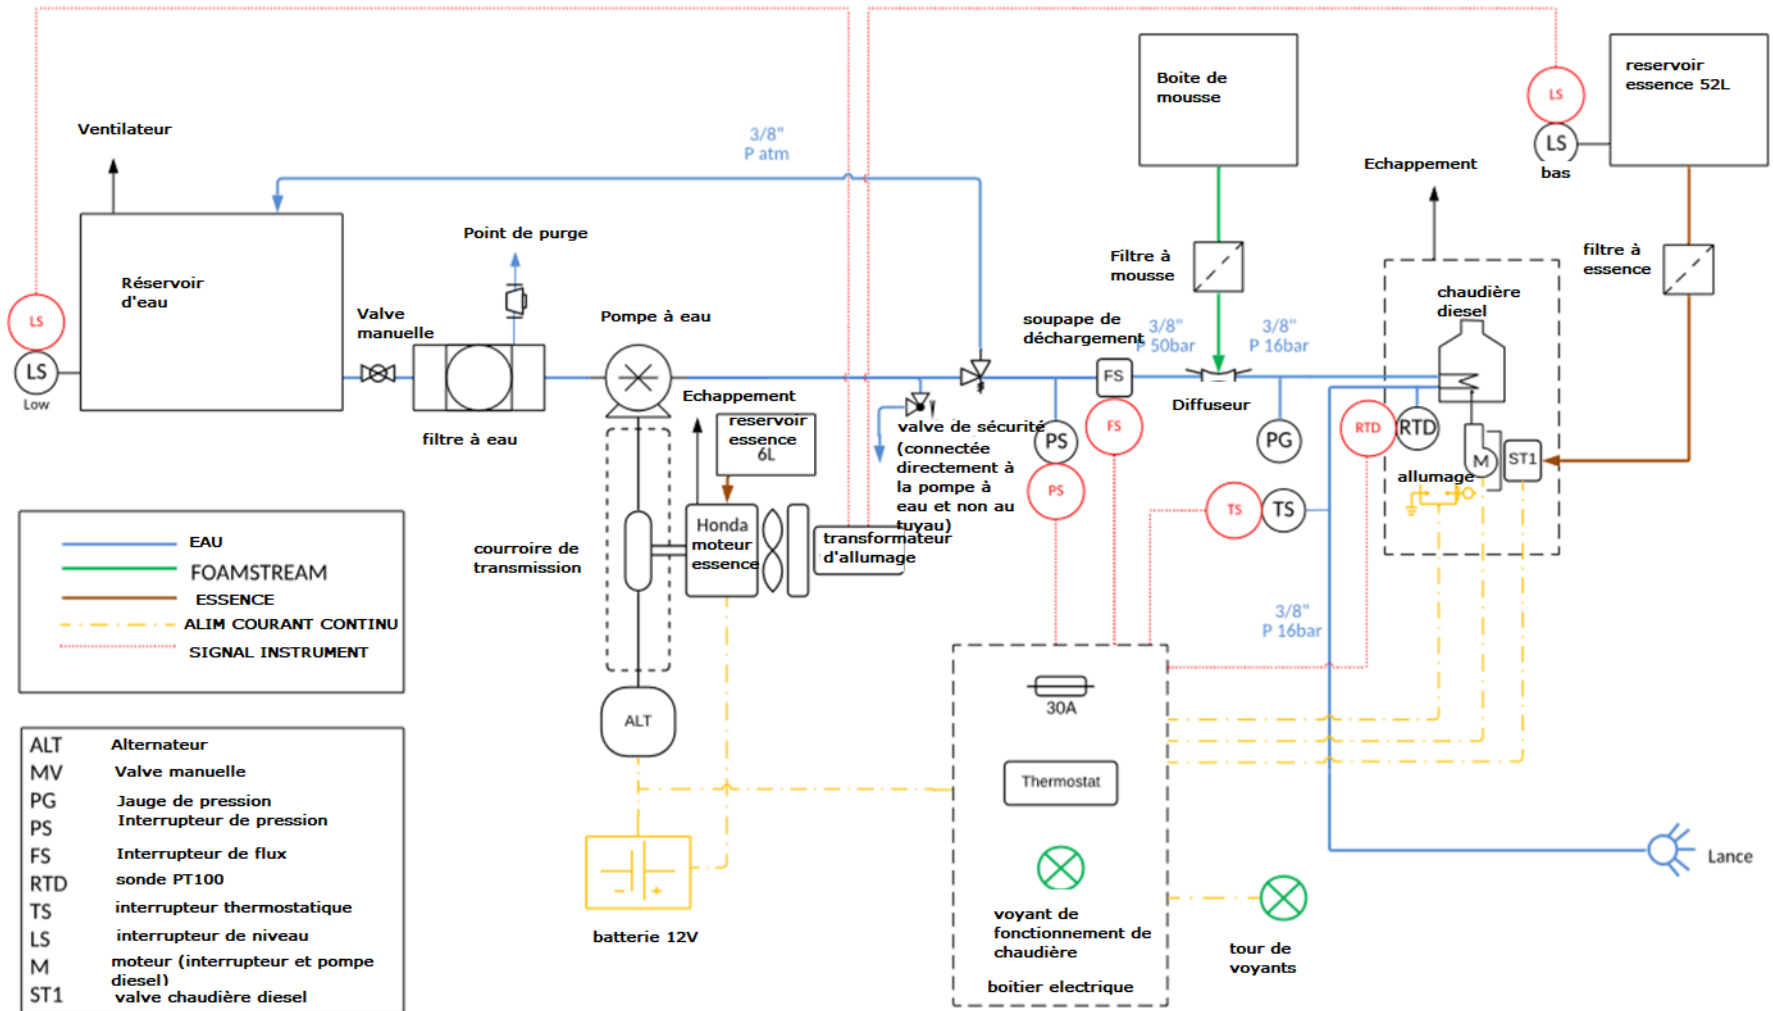 Ventilateur
Réservoir
d'eau
LS
LS
Low
Valve
manuelle
Point de purge
filtre à eau
Pompe à eau
3/8"
P atm
Echappement
reservoir
essence
6L
Honda
moteur
essence
courroire de
transmission
transformateur
d'allumage
ALT
batterie 12V
valve de sécurité
(connectée
directement à
la pompe à
eau et non au
tuyau)
soupape de
déchargement
FS
FS
PS
PS
3/8"
P 50bar
3/8"
P 16bar
Boite de
mousse
Filtre à
mousse
Diffuseur
PG
TS
TS
RTD
RTD
Echappement
chaudière
diesel
allumage
M
ST1
LS
LS
bas
reservoir
essence 52L
filtre à
essence
3/8"
P 16bar
Lance
30A
Thermostat
voyant de
fonctionnement de
chaudière
boitier electrique
tour de
voyants
EAU
FOAMSTREAM
ESSENCE
ALIM COURANT CONTINU
SIGNAL INSTRUMENT
ALT Alternateur
MV Valve manuelle
PG Jauge de pression
PS Interrupteur de pression
FS Interrupteur de flux
RTD sonde PT100
TS interrupteur thermostatique
LS interrupteur de niveau
M moteur (interrupteur et pompe
diesel)
ST1 valve chaudière diesel